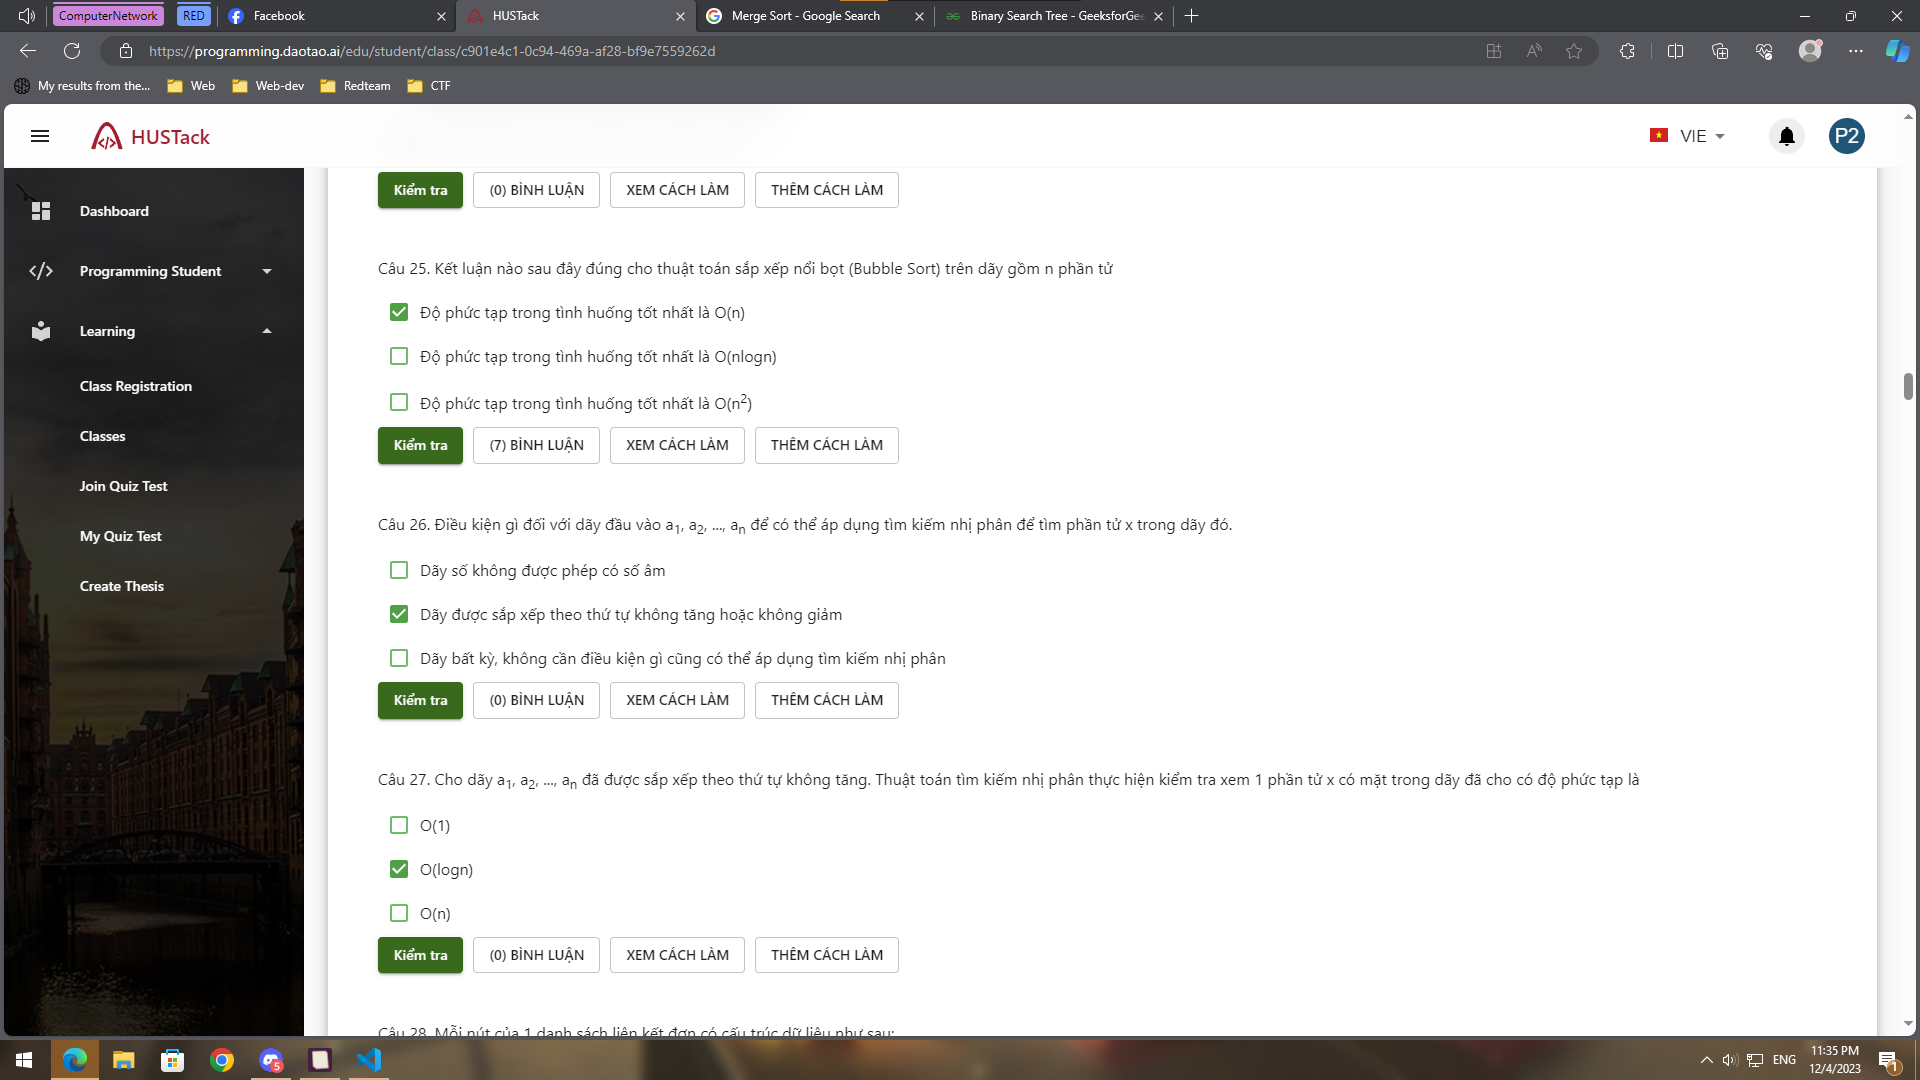 ComputerNetwork
RED
Facebook
HUSTack
Merge Sort - Google Search
Binary Search Tree - GeeksforGee
https://programming.daotao.ai/edu/student/class/c901e4c1-0c94-469a-af28-bf9e7559262d
My results from the...
Web
Web-dev
Redteam
CTF
HUSTack
VIE
P2
Dashboard
Programming Student
Learning
Class Registration
Classes
Join Quiz Test
My Quiz Test
Create Thesis
Kiểm tra
(0) BÌNH LUẬN
XEM CÁCH LÀM
THÊM CÁCH LÀM
Câu 25. Kết luận nào sau đây đúng cho thuật toán sắp xếp nổi bọt (Bubble Sort) trên dãy gồm n phần tử
Độ phức tạp trong tình huống tốt nhất là O(n)
Độ phức tạp trong tình huống tốt nhất là O(nlogn)
Độ phức tạp trong tình huống tốt nhất là O(n²)
Kiểm tra
(7) BÌNH LUẬN
XEM CÁCH LÀM
THÊM CÁCH LÀM
Câu 26. Điều kiện gì đối với dãy đầu vào a₁, a₂, ..., aₙ để có thể áp dụng tìm kiếm nhị phân để tìm phần tử x trong dãy đó.
Dãy số không được phép có số âm
Dãy được sắp xếp theo thứ tự không tăng hoặc không giảm
Dãy bất kỳ, không cần điều kiện gì cũng có thể áp dụng tìm kiếm nhị phân
Kiểm tra
(0) BÌNH LUẬN
XEM CÁCH LÀM
THÊM CÁCH LÀM
Câu 27. Cho dãy a₁, a₂, ..., aₙ đã được sắp xếp theo thứ tự không tăng. Thuật toán tìm kiếm nhị phân thực hiện kiểm tra xem 1 phần tử x có mặt trong dãy đã cho có độ phức tạp là
O(1)
O(logn)
O(n)
Kiểm tra
(0) BÌNH LUẬN
XEM CÁCH LÀM
THÊM CÁCH LÀM
Câu 28. Mỗi nút của 1 danh sách liên kết đơn có cấu trúc dữ liệu như sau:
5
ENG
11:35 PM
12/4/2023
1